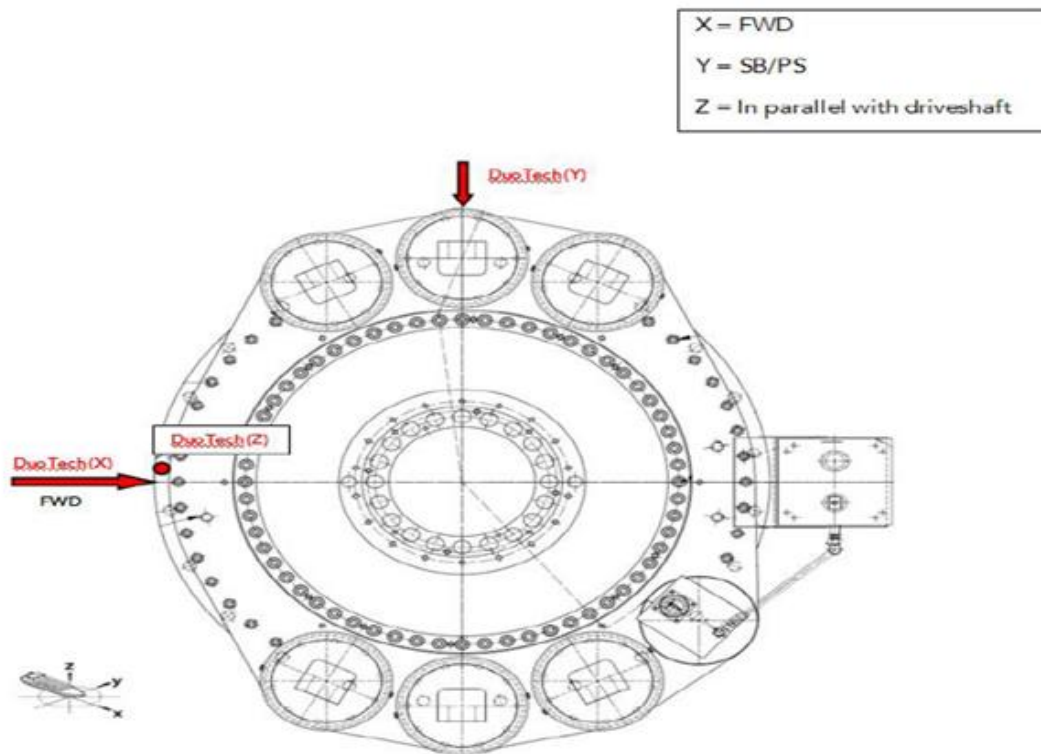 X = FWD
Y = SB/PS
Z = In parallel with driveshaft
DuoTech(Y)
DuoTech(Z)
DuoTech(X)
FWD
z
y
x